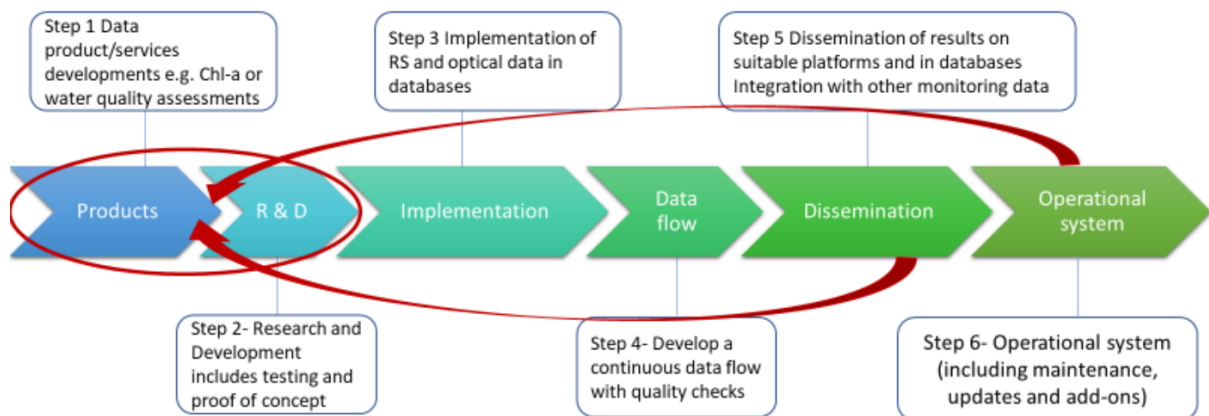 Step 1 Data
product/services
developments e.g. Chl-a or
water quality assessments
Step 3 Implementation of
RS and optical data in
databases
Step 5 Dissemination of results on
suitable platforms and in databases
Integration with other monitoring data
Products
R & D
Implementation
Data
flow
Dissemination
Operational
system
Step 2- Research and
Development
includes testing and
proof of concept
Step 4- Develop a
continuous data flow
with quality checks
Step 6- Operational system
(including maintenance,
updates and add-ons)